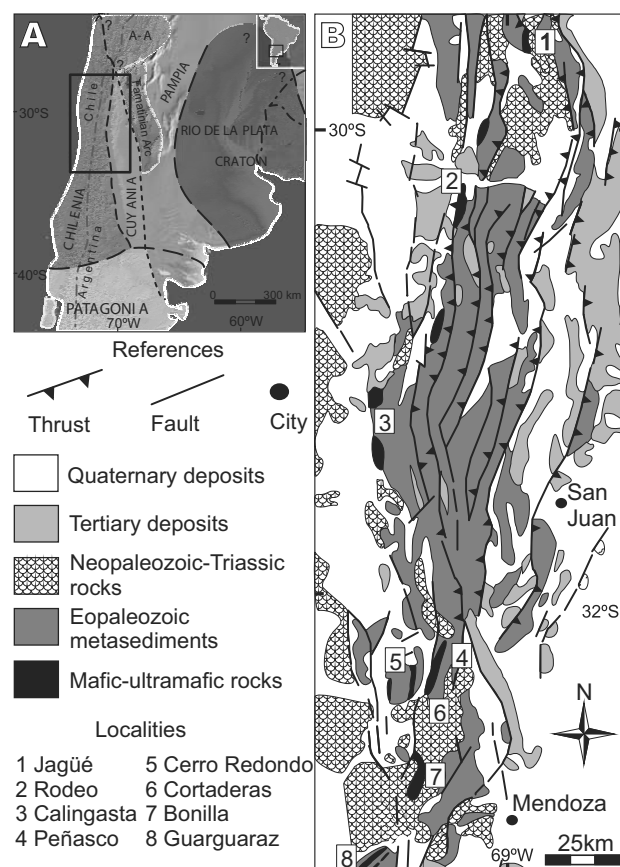 A
?
A-A
?
?
?
30ºS
Chile
PAMPIA
Famatinian Arc
RIO DE LA PLATA
CRATON
CHILENIA
CUYANIA
Argentina
40ºS
PATAGONIA
0 300 km
70ºW
60ºW
References
Thrust
Fault
City
Quaternary deposits
Tertiary deposits
Neopaleozoic-Triassic
rocks
Eopaleozoic
metasediments
Mafic-ultramafic rocks
Localities
1 Jagüé
2 Rodeo
3 Calingasta
4 Peñasco
5 Cerro Redondo
6 Cortaderas
7 Bonilla
8 Guarguaraz
B
1
30ºS
2
3
San
Juan
32ºS
5
4
6
N
7
Mendoza
8
69ºW
25km